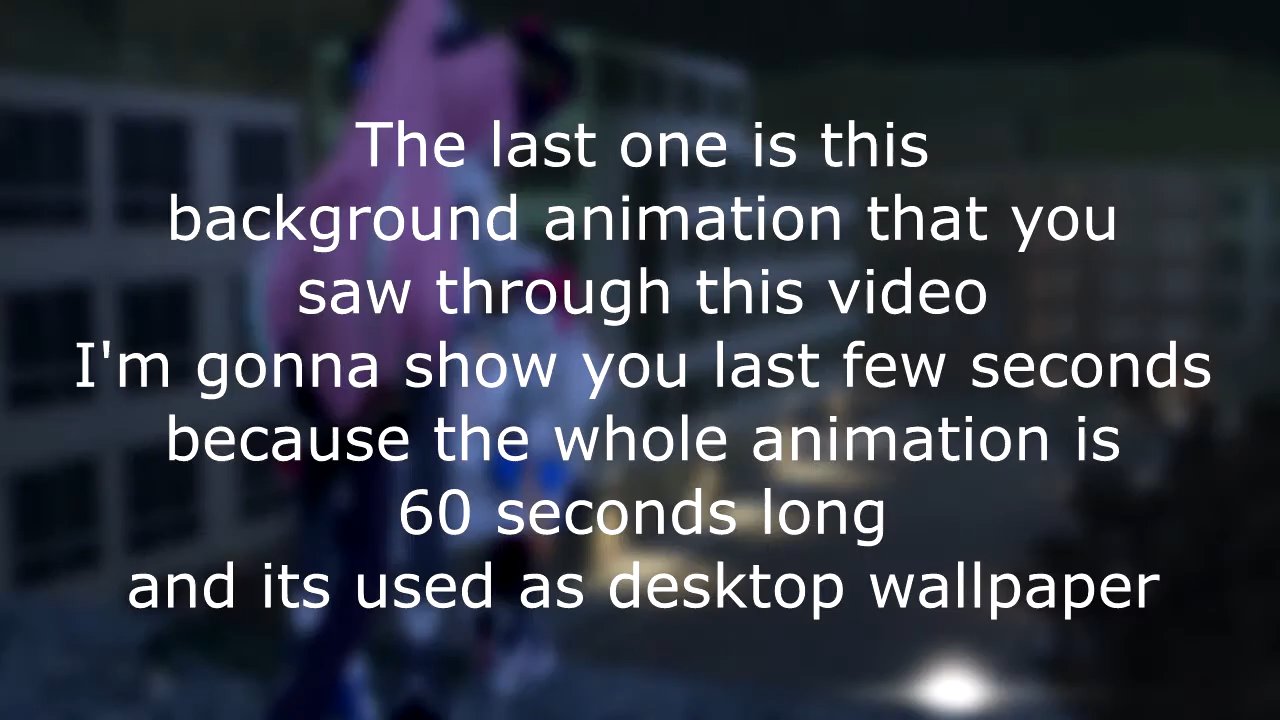 The last one is this
background animation that you
saw through this video
I'm gonna show you last few seconds
because the whole animation is
60 seconds long
and its used as desktop wallpaper